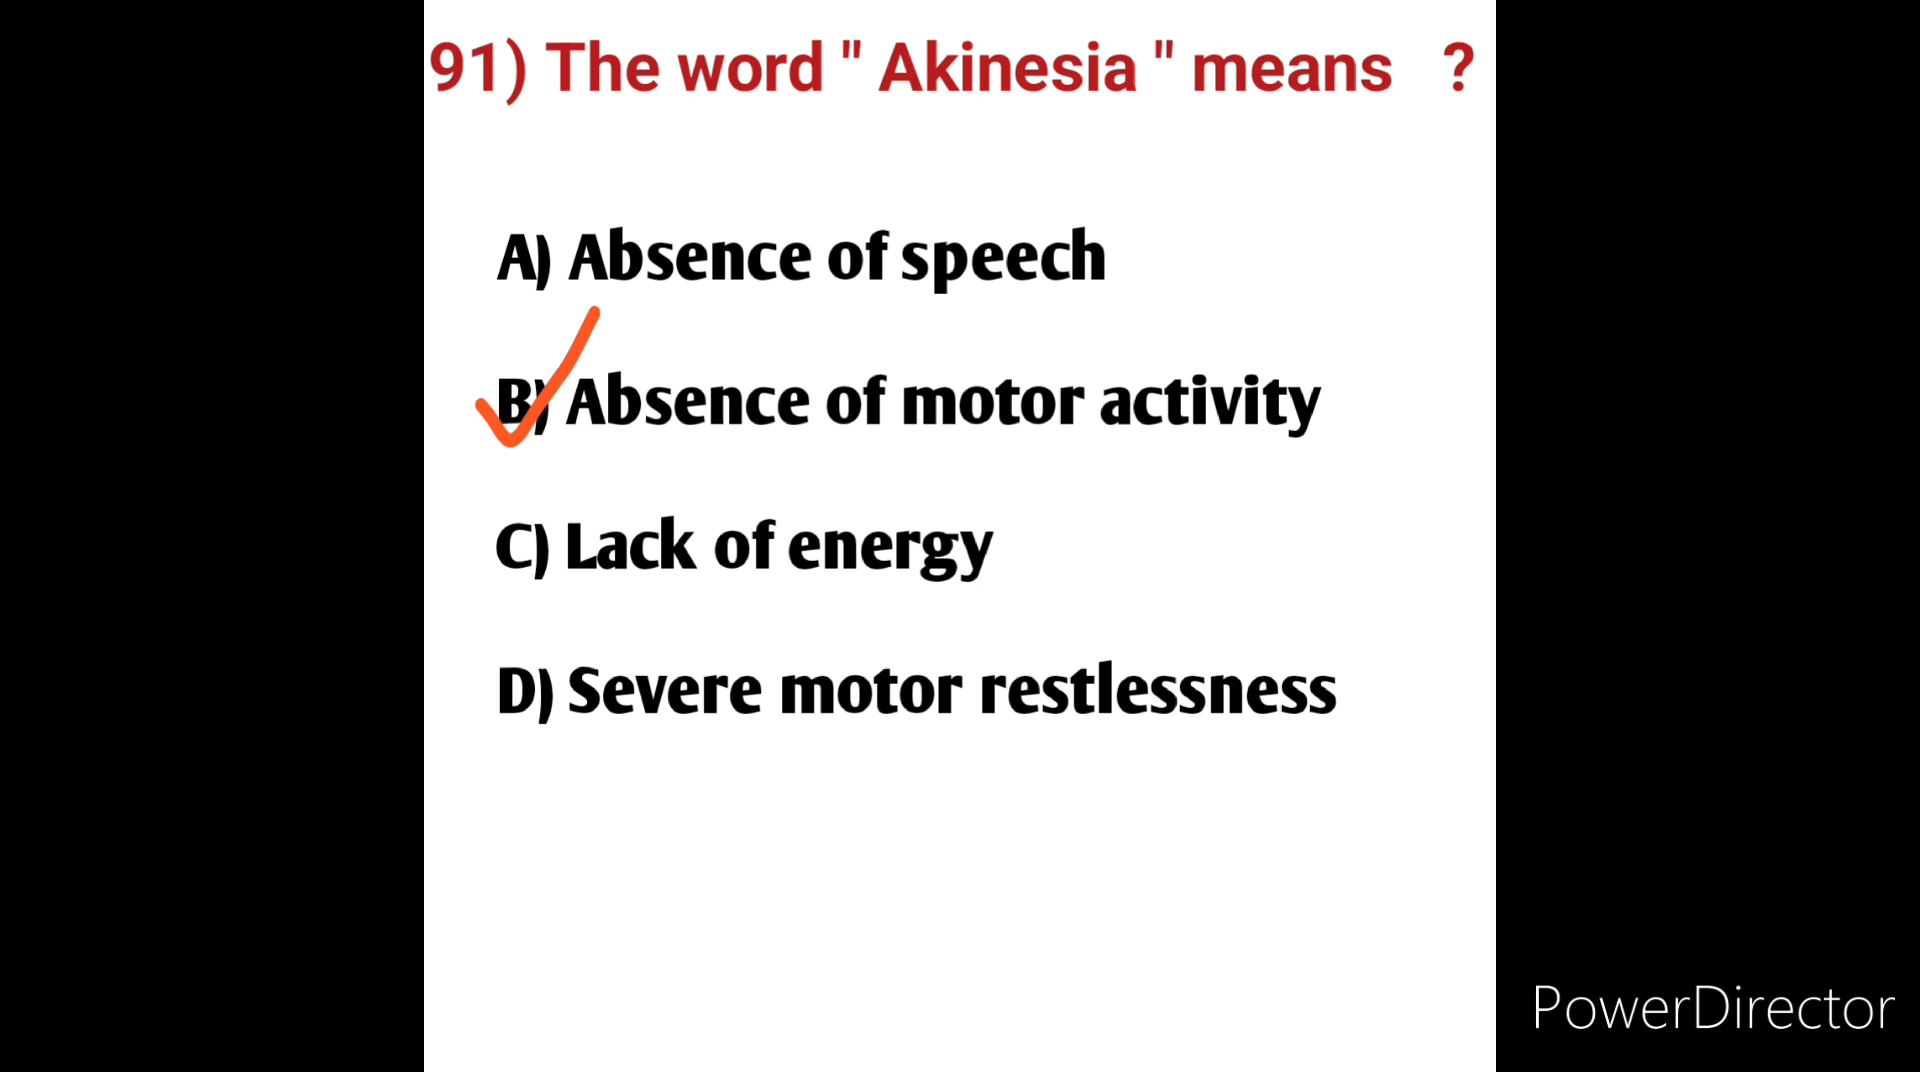 91) The word " Akinesia " means ?
A) Absence of speech
B) Absence of motor activity
C) Lack of energy
D) Severe motor restlessness
PowerDirector